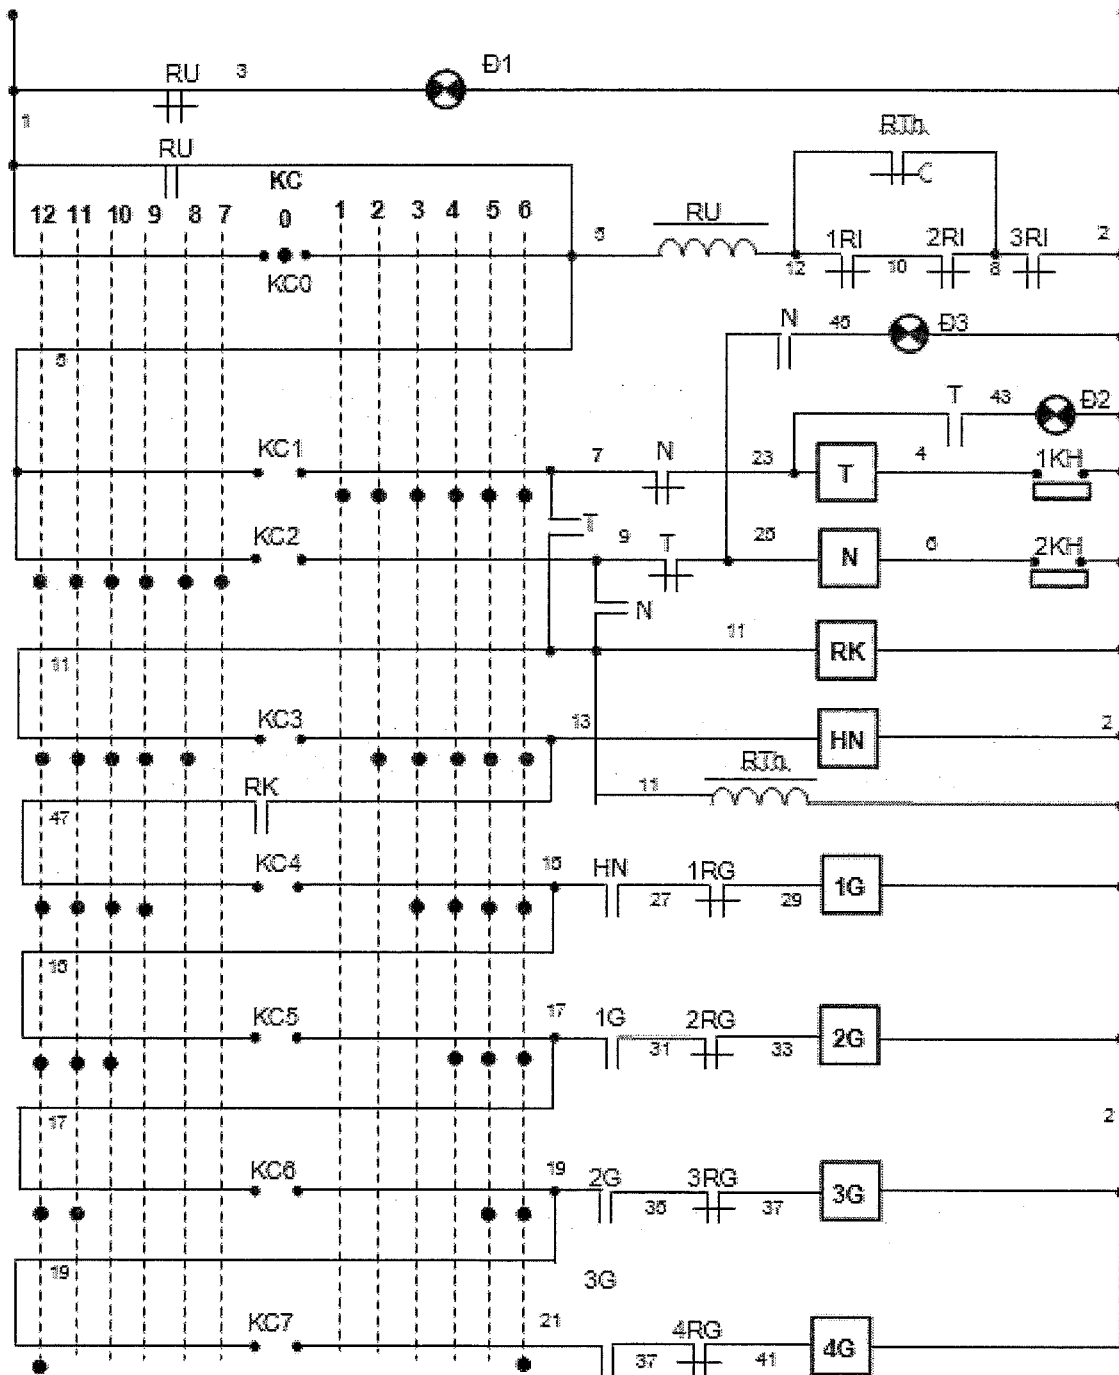 RU 3 Đ1
1
RU
RTh
KC
12 11 10 9 8 7 0 1 2 3 4 5 6
5 RU
1RI 2RI 3RI 2
KC0
12 10 8
N 45 Đ3
5
T 43 Đ2
KC1 7 N 23 T 4 1KH
T
KC2 9 T 25 N 6 2KH
N
11 11 RK
KC3 13 HN 2
RK 11 RTh
47
KC4 15 HN 1RG 1G
27 29
15
KC5 17 1G 2RG 2G
31 33
17 2
KC6 19 2G 3RG 3G
35 37
19
3G
KC7 21 4RG 4G
37 41